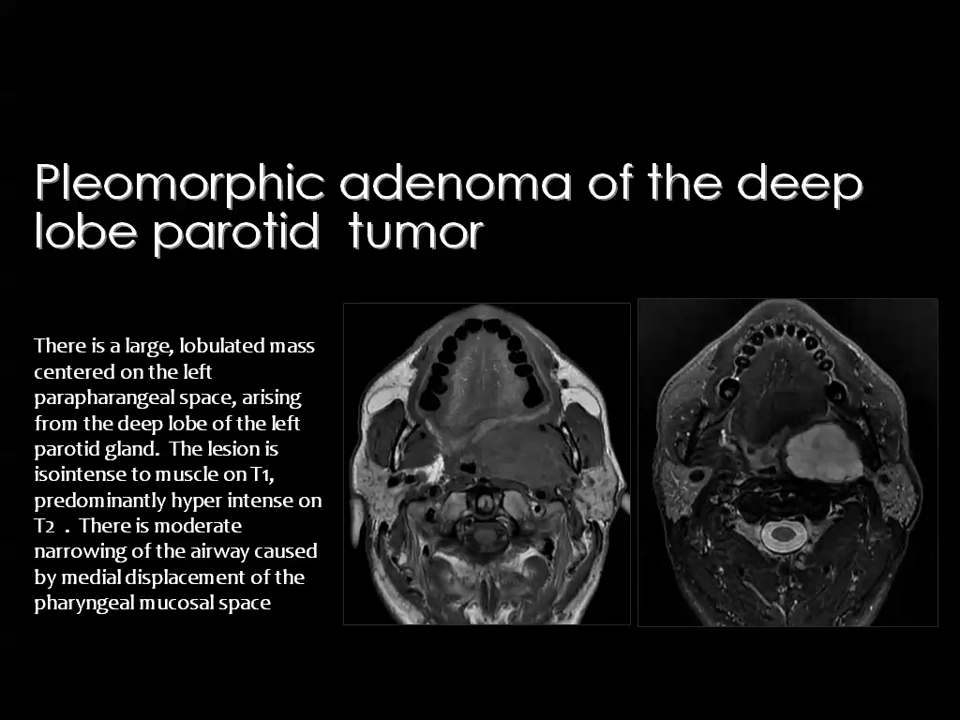 Pleomorphic adenoma of the deep
lobe parotid tumor
There is a large, lobulated mass
centered on the left
parapharangeal space, arising
from the deep lobe of the left
parotid gland. The lesion is
isointense to muscle on T1,
predominantly hyper intense on
T2 . There is moderate
narrowing of the airway caused
by medial displacement of the
pharyngeal mucosal space